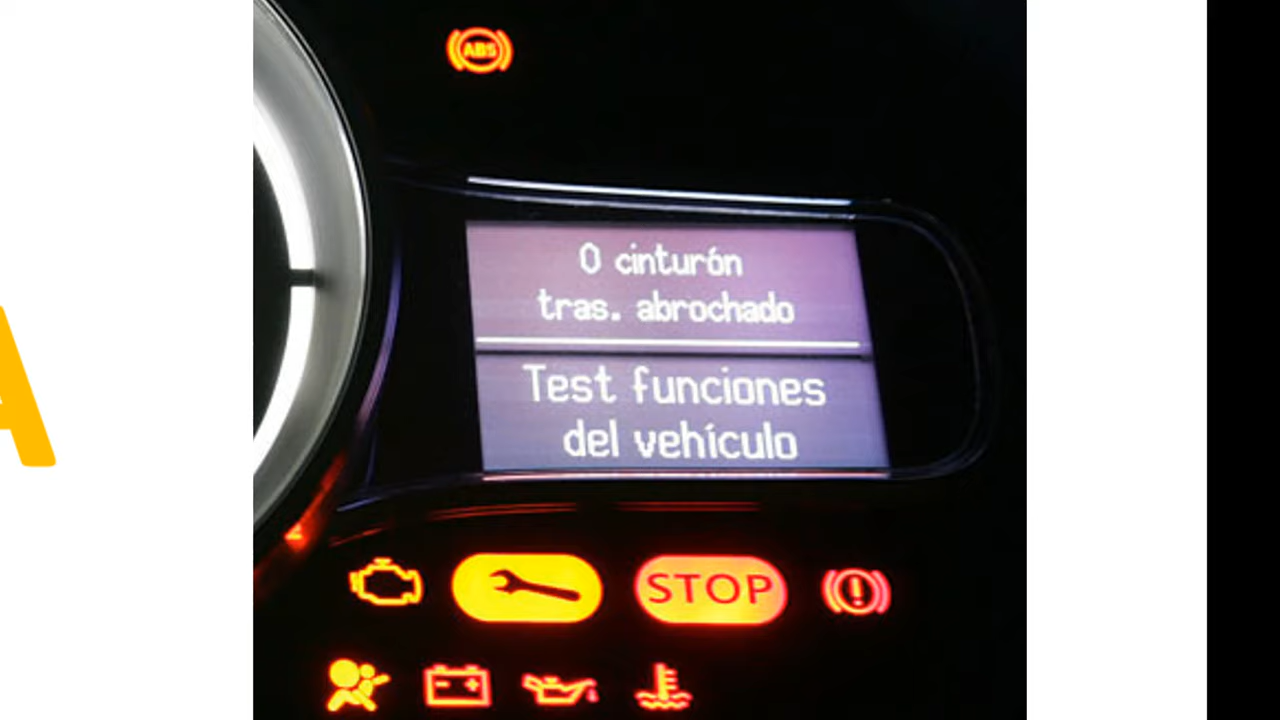 A
ABS
0 cinturón
tras. abrochado
Test funciones
del vehículo
STOP